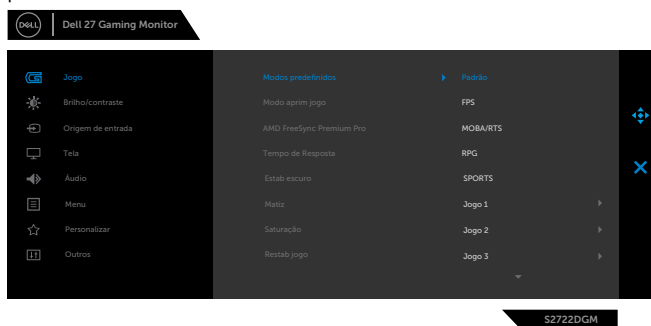 DELL
Dell 27 Gaming Monitor
Jogo
Modos predefinidos
Padrão
Brilho/contraste
Modo aprim jogo
FPS
Origem de entrada
AMD FreeSync Premium Pro
MOBA/RTS
Tela
Tempo de Resposta
RPG
Áudio
Estab escuro
SPORTS
Menu
Matiz
Jogo 1
Personalizar
Saturação
Jogo 2
Outros
Restab jogo
Jogo 3
S2722DGM